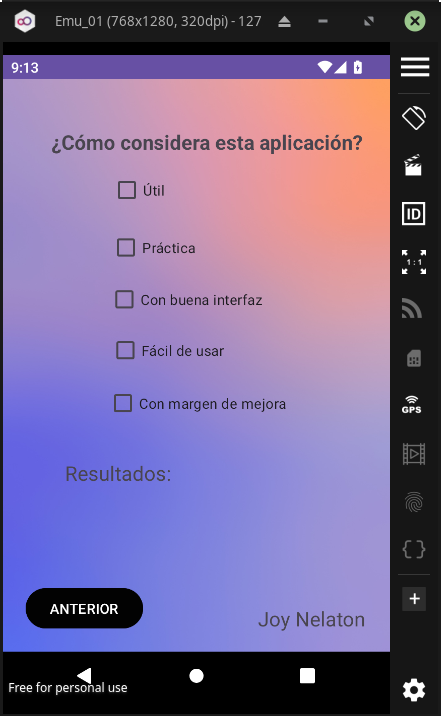 Emu_01 (768x1280, 320dpi) - 127
9:13
¿Cómo considera esta aplicación?
Útil
Práctica
Con buena interfaz
Fácil de usar
Con margen de mejora
Resultados:
ANTERIOR
Joy Nelaton
Free for personal use
ID
1:1
GPS